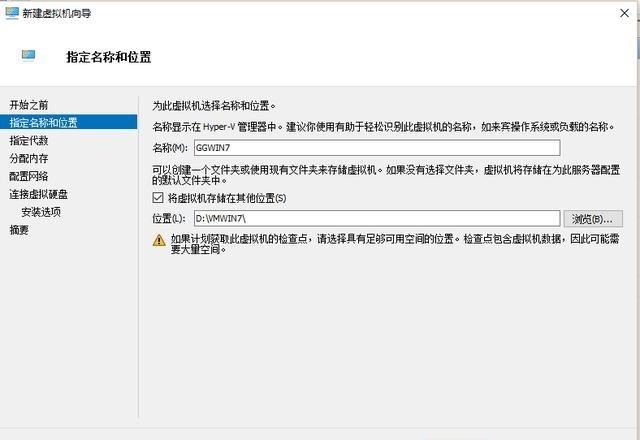 新建虚拟机向导
指定名称和位置
开始之前
指定名称和位置
指定代数
分配内存
配置网络
连接虚拟硬盘
安装选项
摘要
为此虚拟机选择名称和位置。
名称显示在 Hyper-V 管理器中。建议你使用有助于轻松识别此虚拟机的名称，如来宾操作系统或负载的名称。
名称(M): GGWIN7
可以创建一个文件夹或使用现有文件夹来存储虚拟机。如果没有选择文件夹，虚拟机将存储在为此服务器配置
的默认文件夹中。
将虚拟机存储在其他位置(S)
位置(L): D:\VMWIN7\ 浏览(B)...
如果计划获取此虚拟机的检查点，请选择具有足够可用空间的位置。检查点包含虚拟机数据，因此可能需
要大量空间。